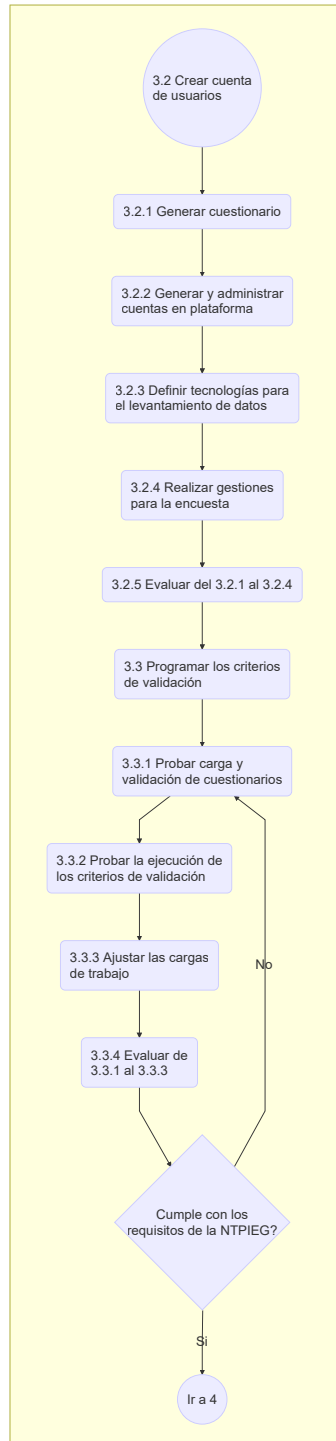 3.2 Crear cuenta
de usuarios
3.2.1 Generar cuestionario
3.2.2 Generar y administrar
cuentas en plataforma
3.2.3 Definir tecnologías para
el levantamiento de datos
3.2.4 Realizar gestiones
para la encuesta
3.2.5 Evaluar del 3.2.1 al 3.2.4
3.3 Programar los criterios
de validación
3.3.1 Probar carga y
validación de cuestionarios
3.3.2 Probar la ejecución de
los criterios de validación
3.3.3 Ajustar las cargas
de trabajo
No
3.3.4 Evaluar de
3.3.1 al 3.3.3
Cumple con los
requisitos de la NTPIEG?
Si
Ir a 4